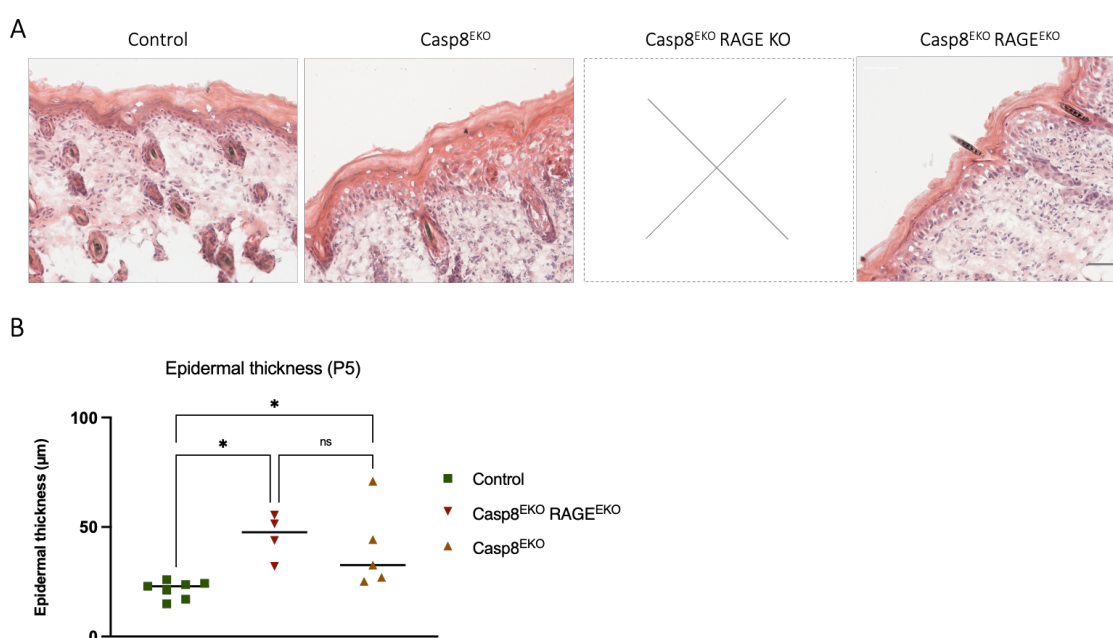 A
Control
Casp8EKO
Casp8EKO RAGE KO
Casp8EKO RAGEEKO
B
Epidermal thickness (P5)
*
*
ns
100
50
0
Epidermal thickness (µm)
Control
Casp8EKO RAGEEKO
Casp8EKO